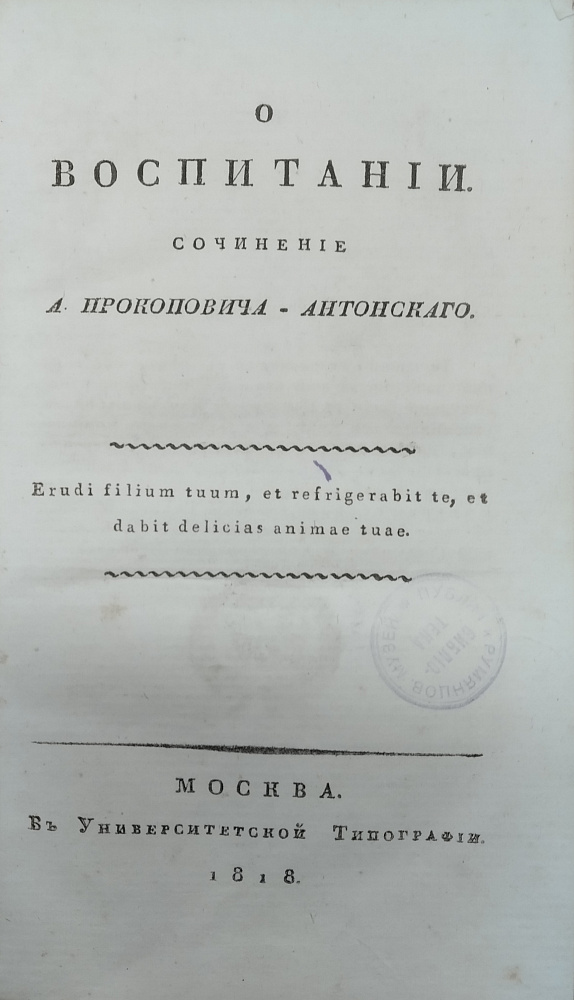 О
ВОСПИТАНІИ.
СОЧИНЕНІЕ
А. ПРОКОПОВИЧА - АНТОНСКАГО.
Erudi filium tuum, et refrigerabit te, et
dabit delicias animae tuae.
МОСКВА.
Въ Университетской Типографіи.
1818.